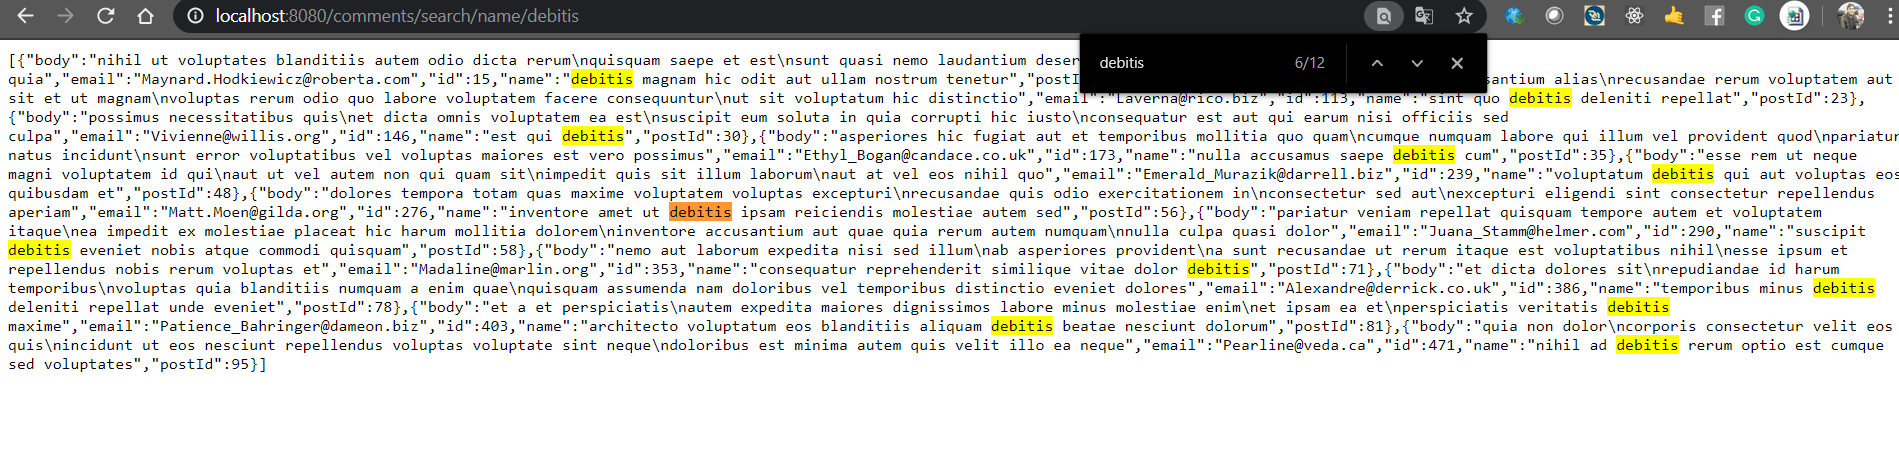 localhost:8080/comments/search/name/debitis
debitis 6/12
[{"body":"nihil ut voluptates blanditiis autem odio dicta rerum\nquisquam saepe et est\nsunt quasi nemo laudantium deser
quia","email":"Maynard.Hodkiewicz@roberta.com","id":15,"name":"debitis magnam hic odit aut ullam nostrum tenetur","postI santium alias\nrecusandae rerum voluptatem aut
sit et ut magnam\nvoluptas rerum odio quo labore voluptatem facere consequuntur\nut sit voluptatum hic distinctio","email":"Laverna@rico.biz","id":113,"name":"sint quo debitis deleniti repellat","postId":23},
{"body":"possimus necessitatibus quis\net dicta omnis voluptatem ea est\nsuscipit eum soluta in quia corrupti hic iusto\nconsequatur est aut qui earum nisi officiis sed
culpa","email":"Vivienne@willis.org","id":146,"name":"est qui debitis","postId":30},{"body":"asperiores hic fugiat aut et temporibus mollitia quo quam\ncumque numquam labore qui illum vel provident quod\npariatur
natus incidunt\nsunt error voluptatibus vel voluptas maiores est vero possimus","email":"Ethyl_Bogan@candace.co.uk","id":173,"name":"nulla accusamus saepe debitis cum","postId":35},{"body":"esse rem ut neque
magni voluptatem id qui\naut ut vel autem non qui quam sit\nimpedit quis sit illum laborum\naut at vel eos nihil quo","email":"Emerald_Murazik@darrell.biz","id":239,"name":"voluptatum debitis qui aut voluptas eos
quibusdam et","postId":48},{"body":"dolores tempora totam quas maxime voluptatem voluptas excepturi\nrecusandae quis odio exercitationem in\nconsectetur sed aut\nexcepturi eligendi sint consectetur repellendus
aperiam","email":"Matt.Moen@gilda.org","id":276,"name":"inventore amet ut debitis ipsam reiciendis molestiae autem sed","postId":56},{"body":"pariatur veniam repellat quisquam tempore autem et voluptatem
itaque\nea impedit ex molestiae placeat hic harum mollitia dolorem\ninventore accusantium aut quae quia rerum autem numquam\nnulla culpa quasi dolor","email":"Juana_Stamm@helmer.com","id":290,"name":"suscipit
debitis eveniet nobis atque commodi quisquam","postId":58},{"body":"nemo aut laborum expedita nisi sed illum\nab asperiores provident\na sunt recusandae ut rerum itaque est voluptatibus nihil\nesse ipsum et
repellendus nobis rerum voluptas et","email":"Madaline@marlin.org","id":353,"name":"consequatur reprehenderit similique vitae dolor debitis","postId":71},{"body":"et dicta dolores sit\nrepudiandae id harum
temporibus\nvoluptas quia blanditiis numquam a enim quae\nquisquam assumenda nam doloribus vel temporibus distinctio eveniet dolores","email":"Alexandre@derrick.co.uk","id":386,"name":"temporibus minus debitis
deleniti repellat unde eveniet","postId":78},{"body":"et a et perspiciatis\nautem expedita maiores dignissimos labore minus molestiae enim\net ipsam ea et\nperspiciatis veritatis debitis
maxime","email":"Patience_Bahringer@dameon.biz","id":403,"name":"architecto voluptatum eos blanditiis aliquam debitis beatae nesciunt dolorum","postId":81},{"body":"quia non dolor\ncorporis consectetur velit eos
quis\nincidunt ut eos nesciunt repellendus voluptas voluptate sint neque\ndoloribus est minima autem quis velit illo ea neque","email":"Pearline@veda.ca","id":471,"name":"nihil ad debitis rerum optio est cumque
sed voluptates","postId":95}]